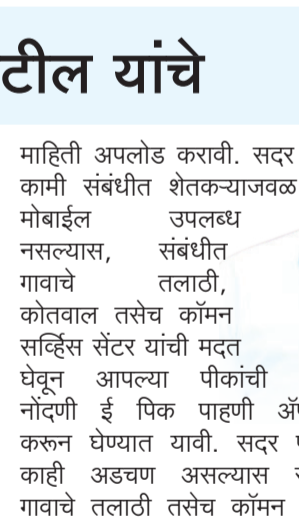 टील यांचे
माहिती अपलोड करावी. सदर
कामी संबंधीत शेतकऱ्याजवळ
मोबाईल उपलब्ध
नसल्यास, संबंधीत
गावाचे तलाठी,
कोतवाल तसेच कॉमन
सर्व्हिस सेंटर यांची मदत
घेवून आपल्या पीकांची
नोंदणी ई पिक पाहणी
करून घेण्यात यावी. सदर
काही अडचण असल्यास
गावाचे तलाठी तसेच कॉमन